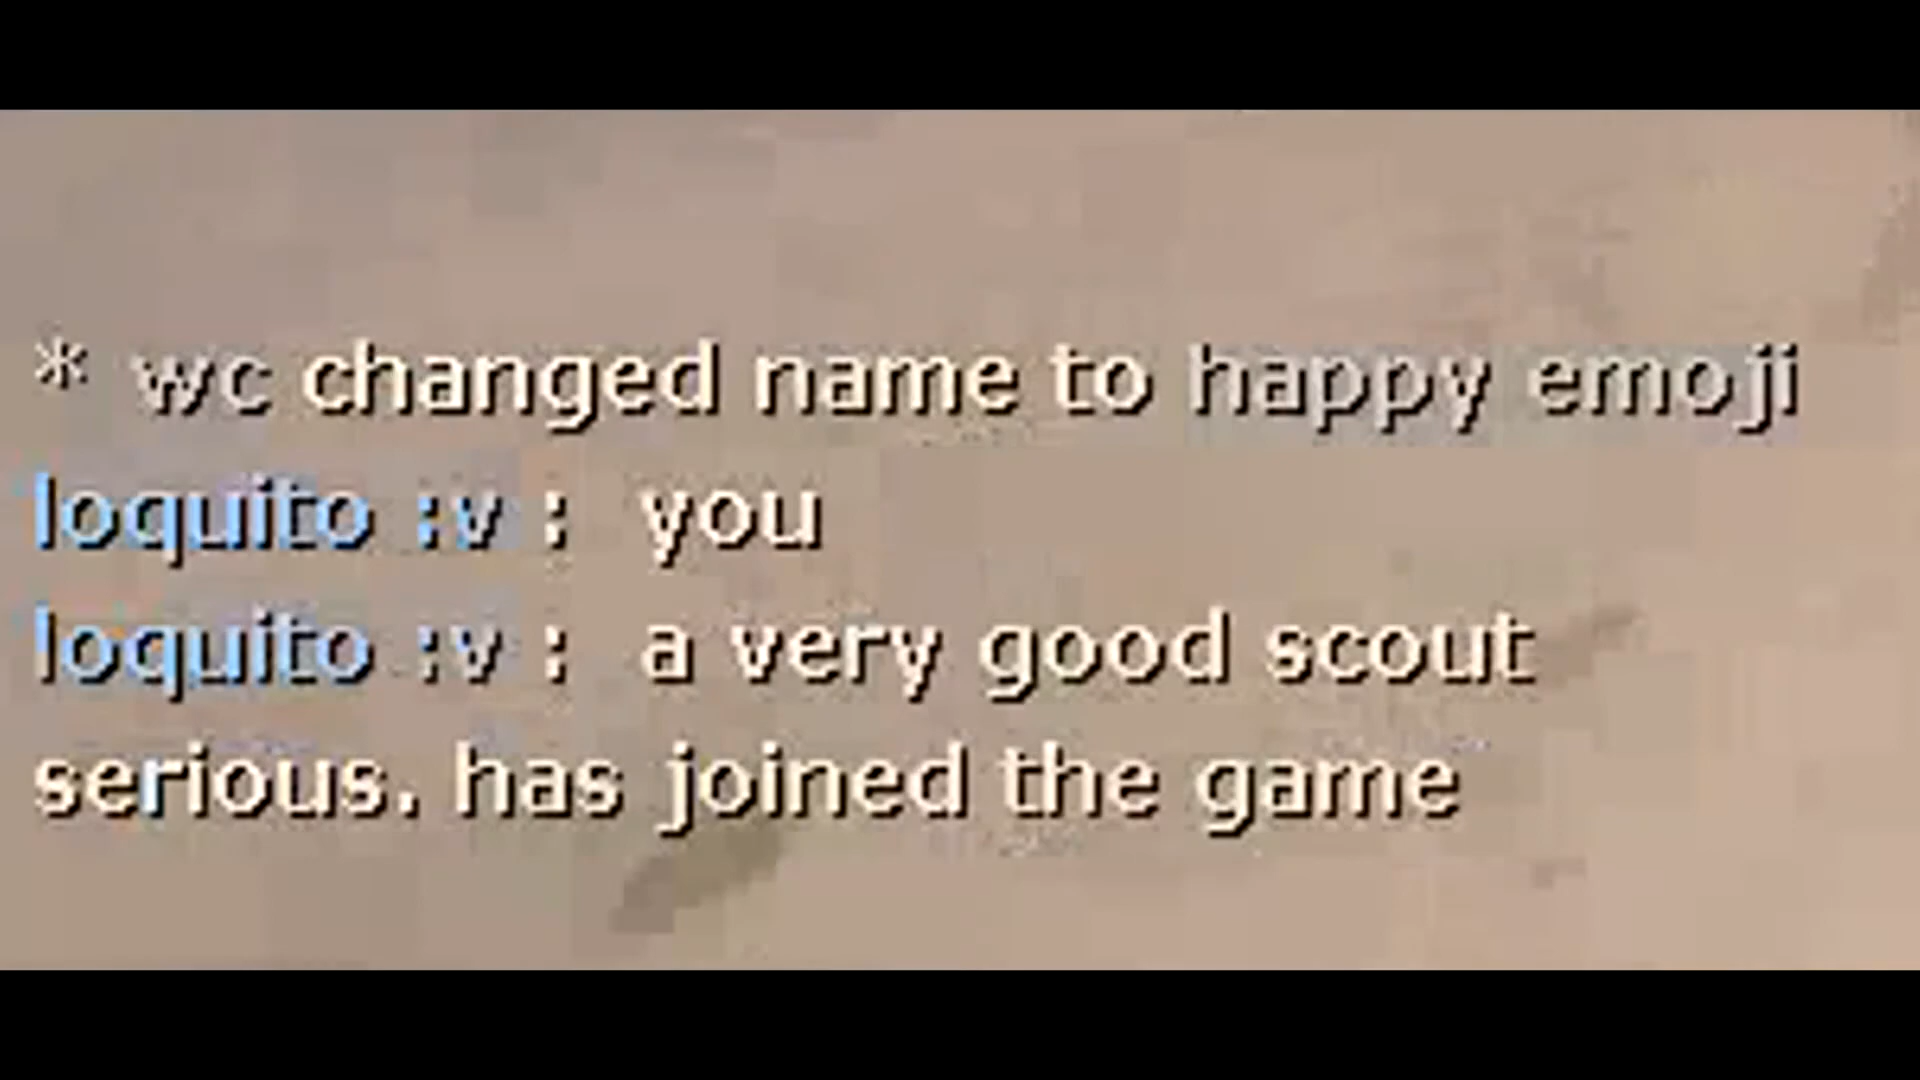 * wc changed name to happy emoji
loquito :v :  you
loquito :v :  a very good scout
serious. has joined the game